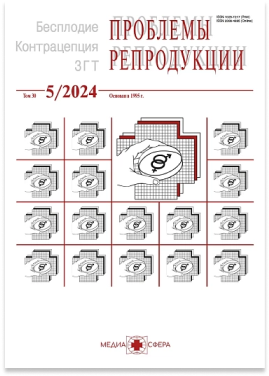 Бесплодие
Контрацепция
ЗГТ
ПРОБЛЕМЫ
РЕПРОДУКЦИИ
Том 30
5/2024
Основан в 1995 г.
МЕДИА СФЕРА